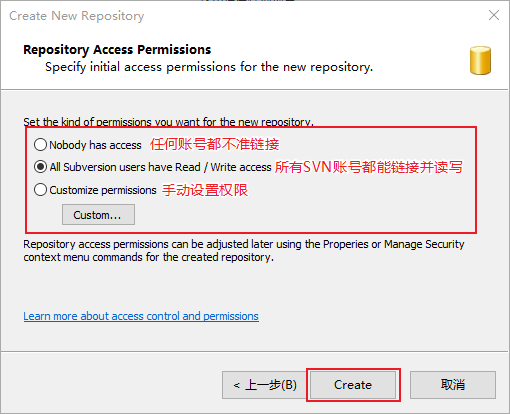 Create New Repository
Repository Access Permissions
Specify initial access permissions for the new repository.
Set the kind of permissions you want for the new repository.
Nobody has access 任何账号都不准链接
All Subversion users have Read / Write access 所有SVN账号都能链接并读写
Customize permissions 手动设置权限
Custom...
Repository access permissions can be adjusted later using the Properies or Manage Security
context menu commands for the created repository.
Learn more about access control and permissions
< 上一步(B) Create 取消